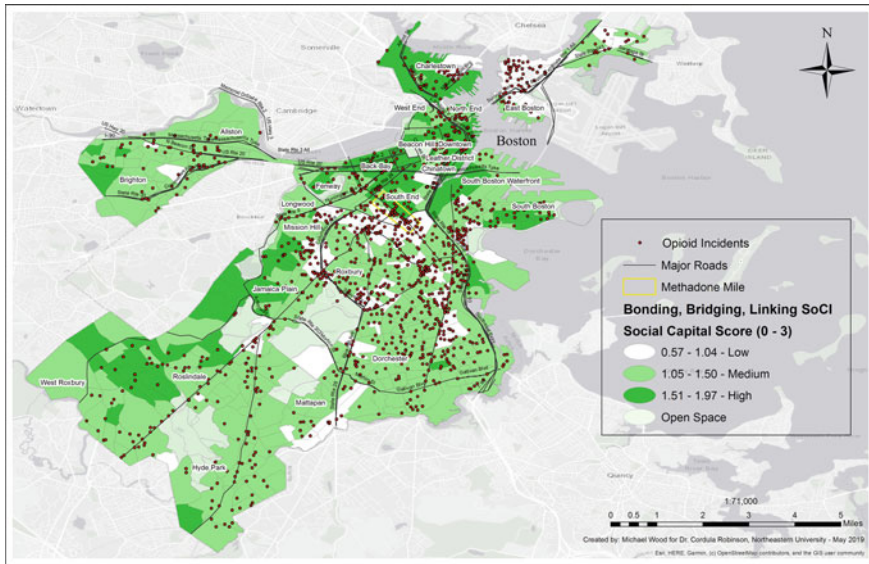 Chelsea
N
Somerville
Charlestown
Winthrop
Watertown
Cambridge
West End
North End
East Boston
Allston
Beacon Hill
Downtown
Boston
Leather District
Back Bay
Chinatown
Brighton
Fenway
South Boston Waterfront
Longwood
South End
South Boston
Mission Hill
Roxbury
Jamaica Plain
Dorchester
West Roxbury
Roslindale
Mattapan
Hyde Park
Quincy
Opioid Incidents
Major Roads
Methadone Mile
Bonding, Bridging, Linking SoCI
Social Capital Score (0 - 3)
0.57 - 1.04 - Low
1.05 - 1.50 - Medium
1.51 - 1.97 - High
Open Space
1:71,000
0 0.5 1 2 3 4 5
Miles
Created by: Michael Wood for Dr. Cordula Robinson, Northeastern University - May 2019
Esri, HERE, Garmin, (c) OpenStreetMap contributors, and the GIS user community